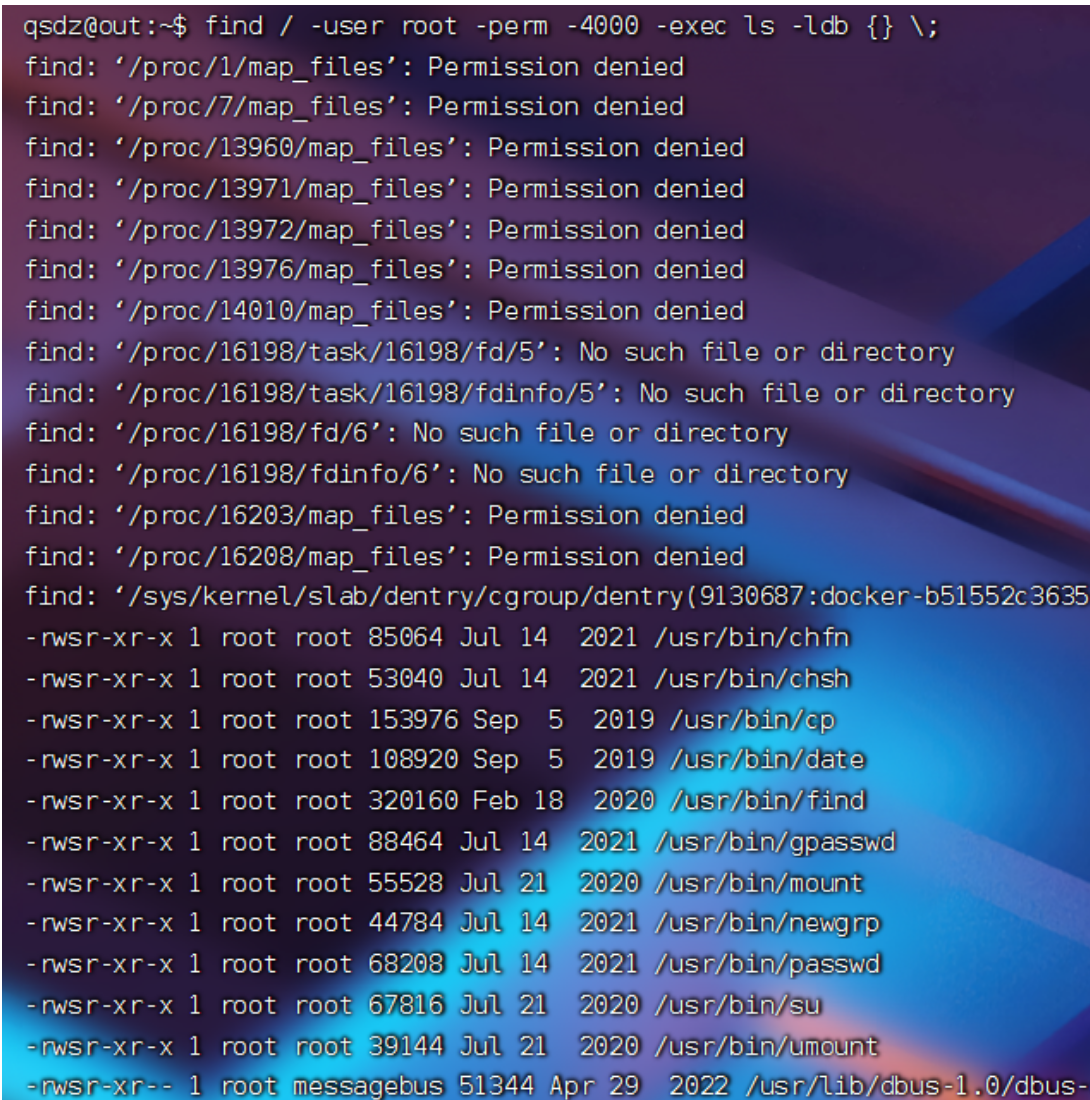 qsdz@out:~$ find / -user root -perm -4000 -exec ls -ldb {} \;
find: ‘/proc/1/map_files’: Permission denied
find: ‘/proc/7/map_files’: Permission denied
find: ‘/proc/13960/map_files’: Permission denied
find: ‘/proc/13971/map_files’: Permission denied
find: ‘/proc/13972/map_files’: Permission denied
find: ‘/proc/13976/map_files’: Permission denied
find: ‘/proc/14010/map_files’: Permission denied
find: ‘/proc/16198/task/16198/fd/5’: No such file or directory
find: ‘/proc/16198/task/16198/fdinfo/5’: No such file or directory
find: ‘/proc/16198/fd/6’: No such file or directory
find: ‘/proc/16198/fdinfo/6’: No such file or directory
find: ‘/proc/16203/map_files’: Permission denied
find: ‘/proc/16208/map_files’: Permission denied
find: ‘/sys/kernel/slab/dentry/cgroup/dentry(9130687:docker-b51552c3635
-rwsr-xr-x 1 root root 85064 Jul 14  2021 /usr/bin/chfn
-rwsr-xr-x 1 root root 53040 Jul 14  2021 /usr/bin/chsh
-rwsr-xr-x 1 root root 153976 Sep  5  2019 /usr/bin/cp
-rwsr-xr-x 1 root root 108920 Sep  5  2019 /usr/bin/date
-rwsr-xr-x 1 root root 320160 Feb 18  2020 /usr/bin/find
-rwsr-xr-x 1 root root 88464 Jul 14  2021 /usr/bin/gpasswd
-rwsr-xr-x 1 root root 55528 Jul 21  2020 /usr/bin/mount
-rwsr-xr-x 1 root root 44784 Jul 14  2021 /usr/bin/newgrp
-rwsr-xr-x 1 root root 68208 Jul 14  2021 /usr/bin/passwd
-rwsr-xr-x 1 root root 67816 Jul 21  2020 /usr/bin/su
-rwsr-xr-x 1 root root 39144 Jul 21  2020 /usr/bin/umount
-rwsr-xr-- 1 root messagebus 51344 Apr 29  2022 /usr/lib/dbus-1.0/dbus-